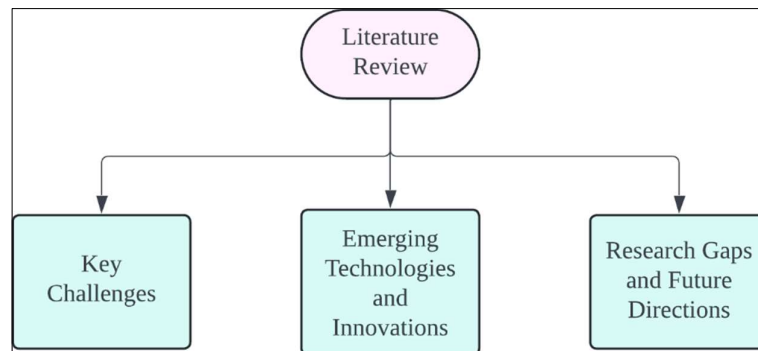 Literature
Review
Key
Challenges
Emerging
Technologies
and
Innovations
Research Gaps
and Future
Directions